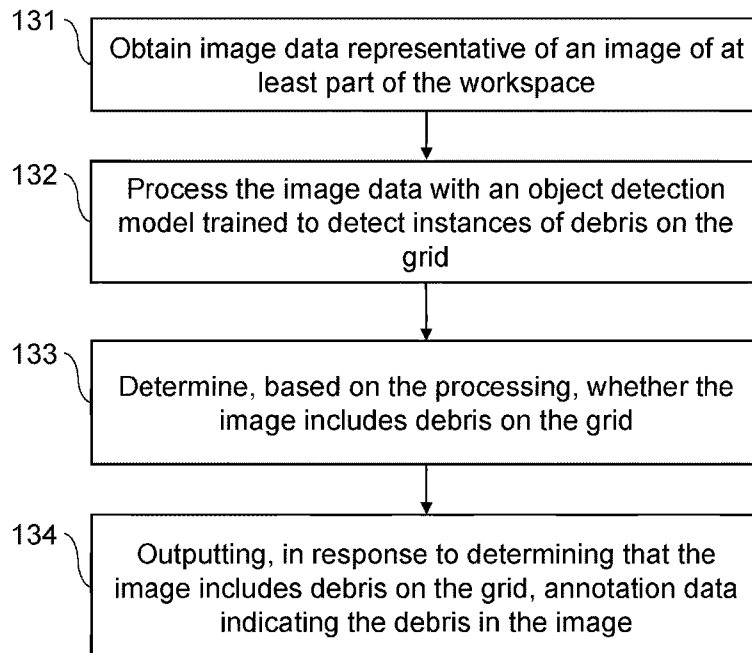 131
Obtain image data representative of an image of at
least part of the workspace
132
Process the image data with an object detection
model trained to detect instances of debris on the
grid
133
Determine, based on the processing, whether the
image includes debris on the grid
134
Outputting, in response to determining that the
image includes debris on the grid, annotation data
indicating the debris in the image